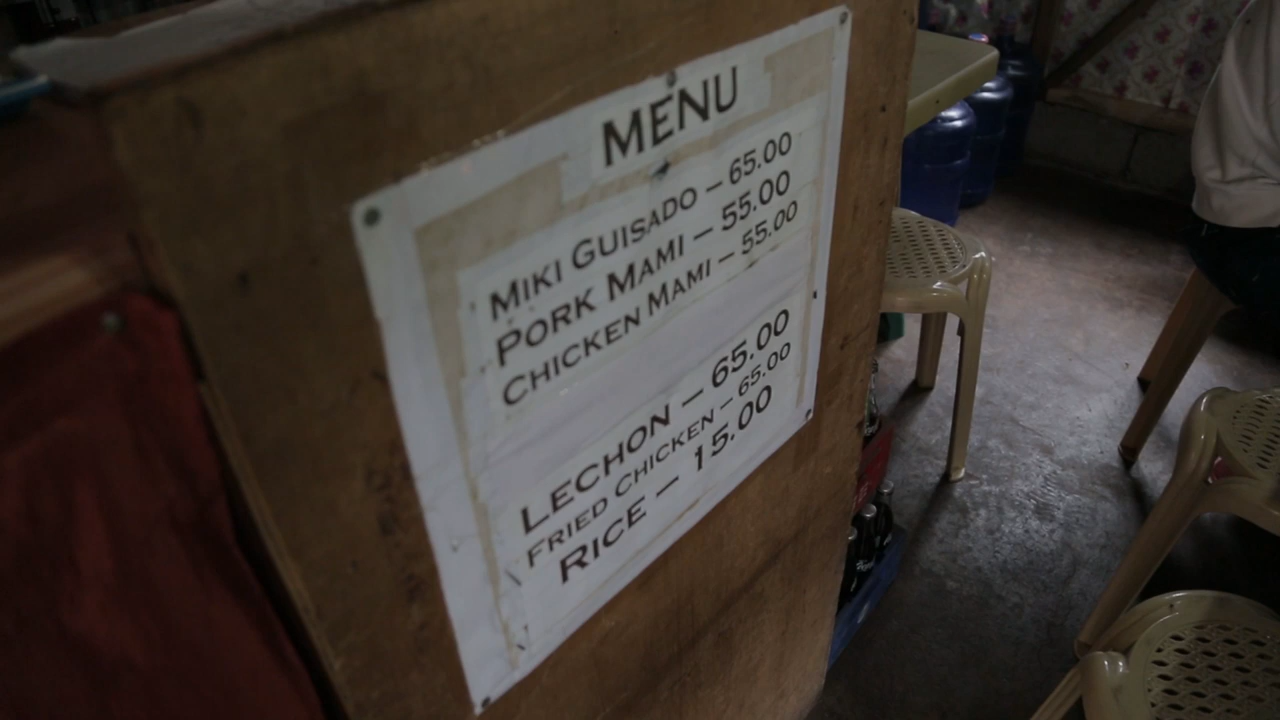 MENU
MIKI GUISADO – 65.00
PORK MAMI – 55.00
CHICKEN MAMI – 55.00
LECHON – 65.00
FRIED CHICKEN – 65.00
RICE – 15.00